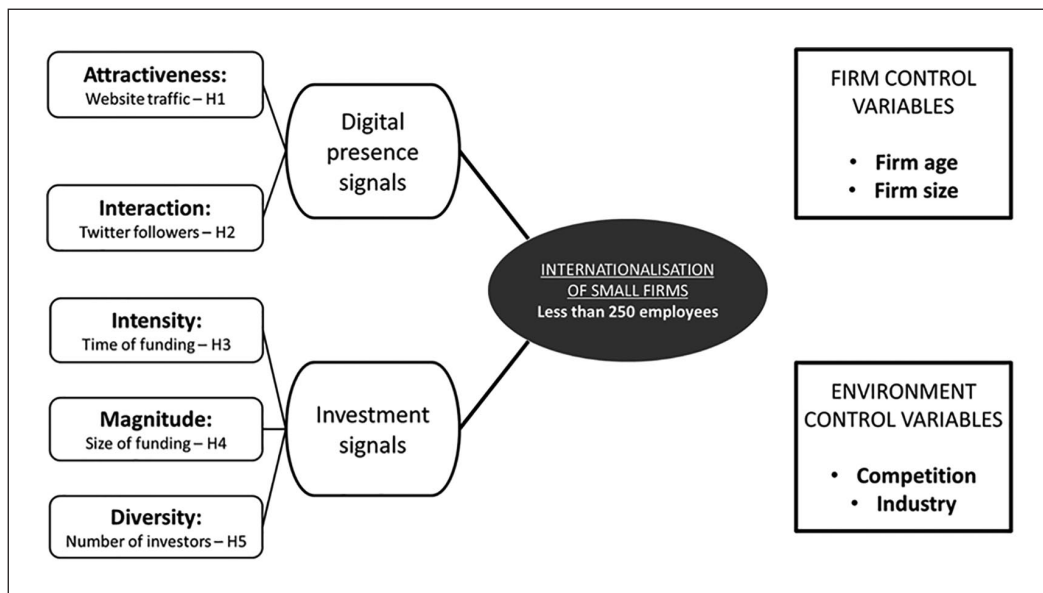 Attractiveness:
Website traffic – H1
Interaction:
Twitter followers – H2
Digital
presence
signals
Intensity:
Time of funding – H3
Magnitude:
Size of funding – H4
Diversity:
Number of investors – H5
Investment
signals
INTERNATIONALISATION
OF SMALL FIRMS
Less than 250 employees
FIRM CONTROL
VARIABLES
• Firm age
• Firm size
ENVIRONMENT
CONTROL VARIABLES
• Competition
• Industry